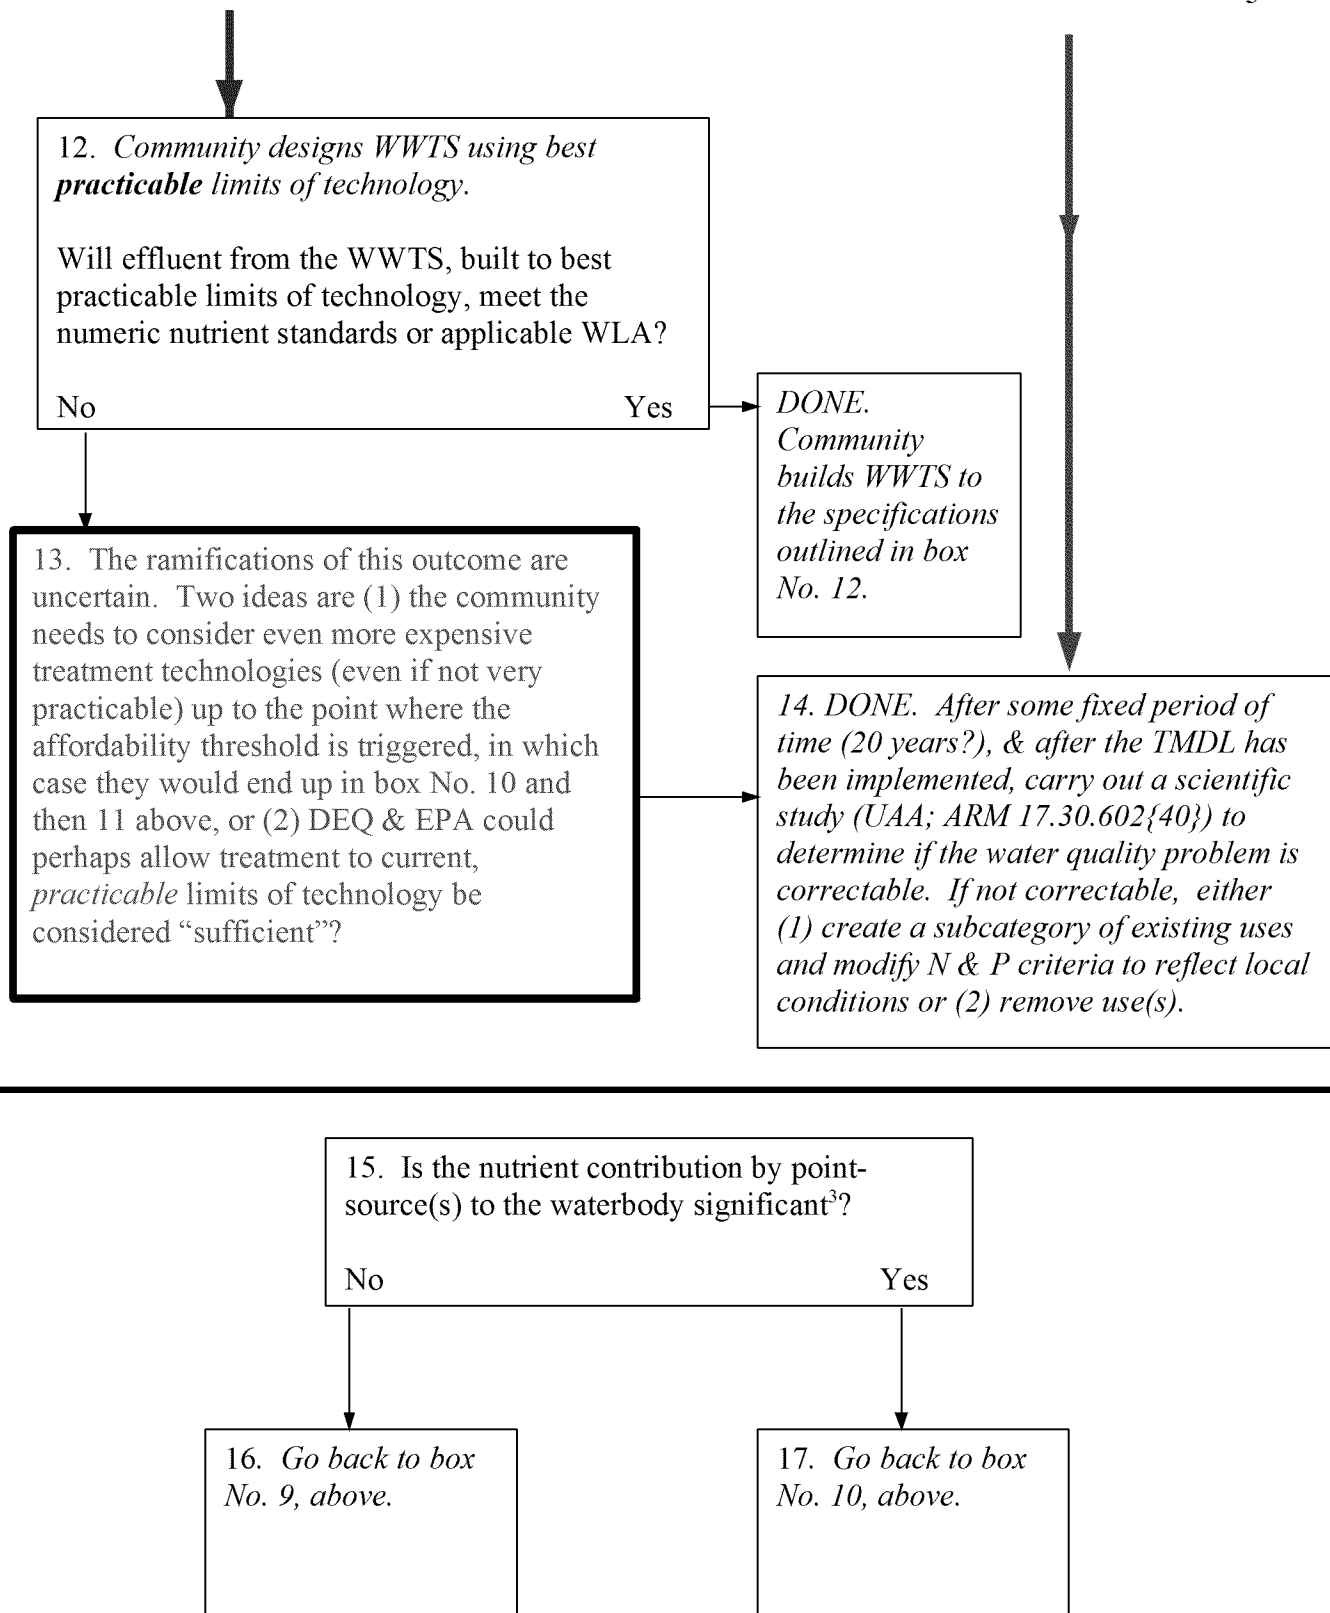 12. Community designs WWTS using best
practicable limits of technology.
Will effluent from the WWTS, built to best
practicable limits of technology, meet the
numeric nutrient standards or applicable WLA?
No Yes
DONE.
Community
builds WWTS to
the specifications
outlined in box
No. 12.
13. The ramifications of this outcome are
uncertain. Two ideas are (1) the community
needs to consider even more expensive
treatment technologies (even if not very
practicable) up to the point where the
affordability threshold is triggered, in which
case they would end up in box No. 10 and
then 11 above, or (2) DEQ & EPA could
perhaps allow treatment to current,
practicable limits of technology be
considered “sufficient”?
14. DONE. After some fixed period of
time (20 years?), & after the TMDL has
been implemented, carry out a scientific
study (UAA; ARM 17.30.602{40}) to
determine if the water quality problem is
correctable. If not correctable, either
(1) create a subcategory of existing uses
and modify N & P criteria to reflect local
conditions or (2) remove use(s).
15. Is the nutrient contribution by point-
source(s) to the waterbody significant³?
No Yes
16. Go back to box
No. 9, above.
17. Go back to box
No. 10, above.